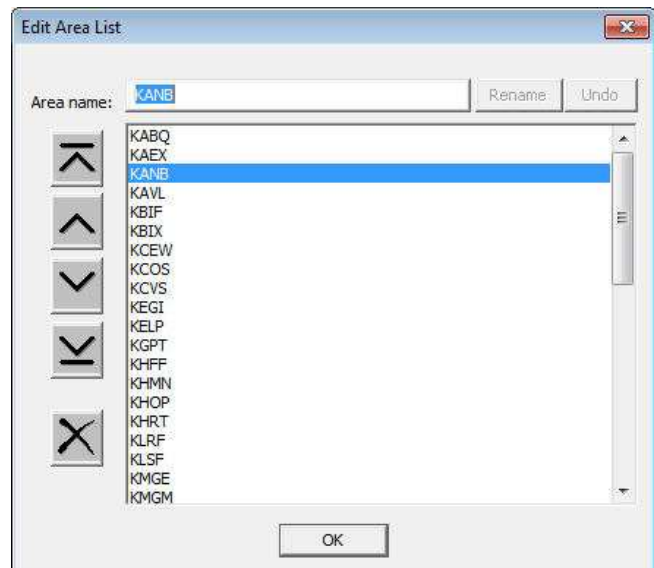 Edit Area List
Area name: KANB Rename Undo
KABQ
KAEX
KANB
KAVL
KBIF
KBIX
KCEW
KCOS
KCVS
KEGI
KELP
KGPT
KHFF
KHMN
KHOP
KHRT
KLRF
KLSF
KMGE
KMGM
OK